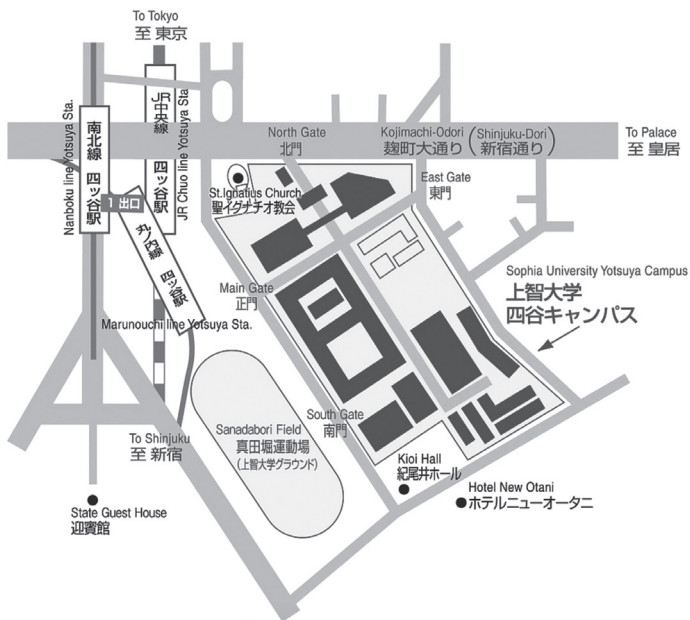 To Tokyo
至 東京
JR中央線 四ッ谷駅
JR Chuo line Yotsuya Sta.
南北線 四ッ谷駅
Nanboku line Yotsuya Sta.
1 出口
丸ノ内線 四ッ谷駅
Marunouchi line Yotsuya Sta.
North Gate
北門
Kojimachi-Odori
麹町大通り
(Shinjuku-Dori
新宿通り)
To Palace
至 皇居
St.Ignatius Church
聖イグナチオ教会
East Gate
東門
Main Gate
正門
Sophia University Yotsuya Campus
上智大学
四谷キャンパス
South Gate
南門
Sanadabori Field
真田堀運動場
(上智大学グラウンド)
To Shinjuku
至 新宿
Kioi Hall
紀尾井ホール
Hotel New Otani
ホテルニューオータニ
State Guest House
迎賓館